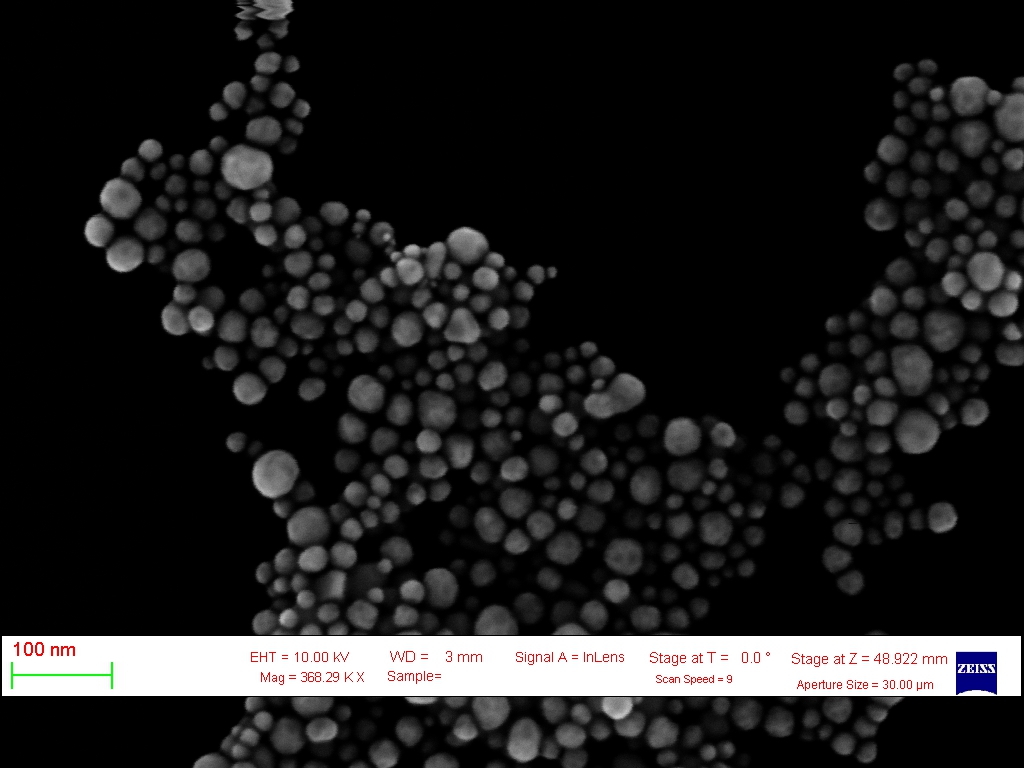 100 nm
EHT = 10.00 kV WD = 3 mm Signal A = InLens Stage at T = 0.0 ° Stage at Z = 48.922 mm
Mag = 368.29 K X Sample= Scan Speed = 9 Aperture Size = 30.00 µm
ZEISS